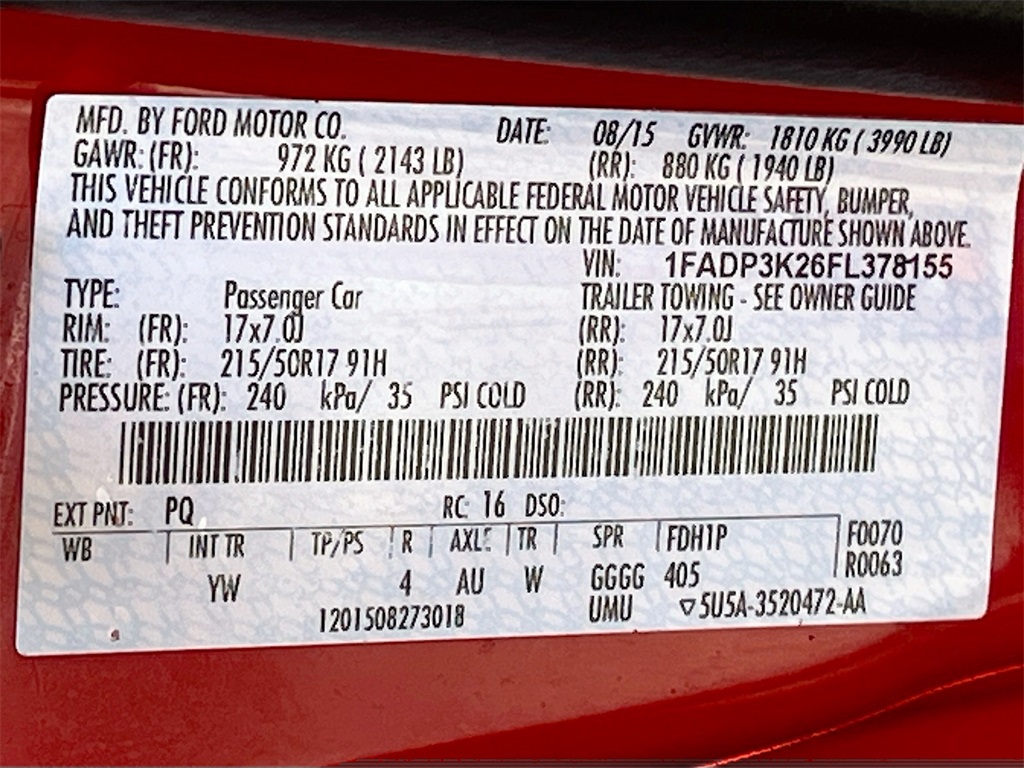 MFD. BY FORD MOTOR CO. DATE: 08/15 GVWR: 1810 KG ( 3990 LB)
GAWR: (FR): 972 KG ( 2143 LB) (RR): 880 KG ( 1940 LB)
THIS VEHICLE CONFORMS TO ALL APPLICABLE FEDERAL MOTOR VEHICLE SAFETY, BUMPER,
AND THEFT PREVENTION STANDARDS IN EFFECT ON THE DATE OF MANUFACTURE SHOWN ABOVE.
VIN: 1FADP3K26FL378155
TYPE: Passenger Car TRAILER TOWING - SEE OWNER GUIDE
RIM: (FR): 17x7.0J (RR): 17x7.0J
TIRE: (FR): 215/50R17 91H (RR): 215/50R17 91H
PRESSURE: (FR): 240 kPa/ 35 PSI COLD (RR): 240 kPa/ 35 PSI COLD
EXT PNT: PQ RC: 16 DSO:
WB INT TR TP/PS R AXLE TR SPR FDH1P F0070
YW 4 AU W GGGG 405 R0063
1201508273018 UMU ▽5U5A-3520472-AA